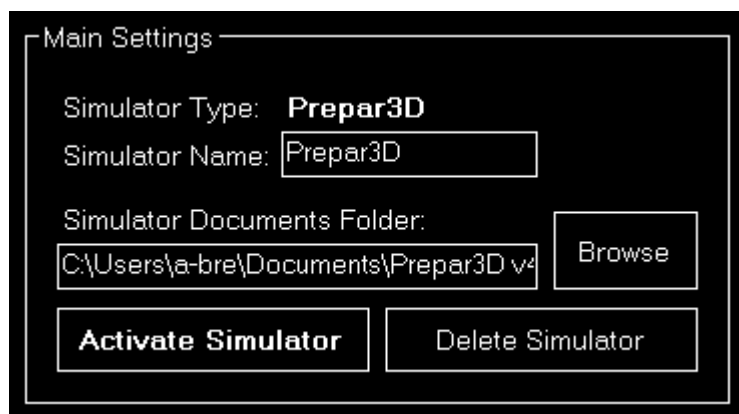 Main Settings
Simulator Type: Prepar3D
Simulator Name: Prepar3D
Simulator Documents Folder:
C:\Users\a-bre\Documents\Prepar3D v4
Browse
Activate Simulator Delete Simulator